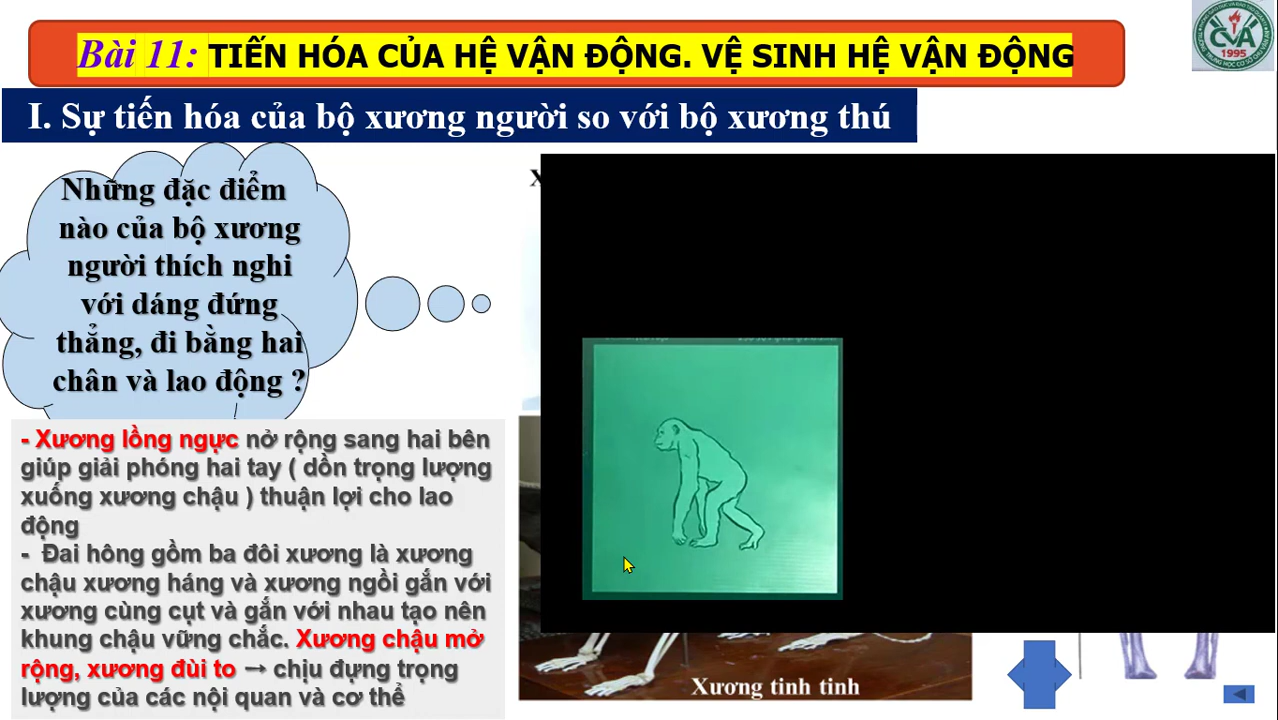 Bài 11: TIẾN HÓA CỦA HỆ VẬN ĐỘNG. VỆ SINH HỆ VẬN ĐỘNG
CVA
1995
I. Sự tiến hóa của bộ xương người so với bộ xương thú
Những đặc điểm
nào của bộ xương
người thích nghi
với dáng đứng
thẳng, đi bằng hai
chân và lao động ?
X
- Xương lồng ngực nở rộng sang hai bên
giúp giải phóng hai tay ( dồn trọng lượng
xuống xương chậu ) thuận lợi cho lao
động
- Đai hông gồm ba đôi xương là xương
chậu xương háng và xương ngồi gắn với
xương cùng cụt và gắn với nhau tạo nên
khung chậu vững chắc. Xương chậu mở
rộng, xương đùi to → chịu đựng trọng
lượng của các nội quan và cơ thể
Xương tinh tinh